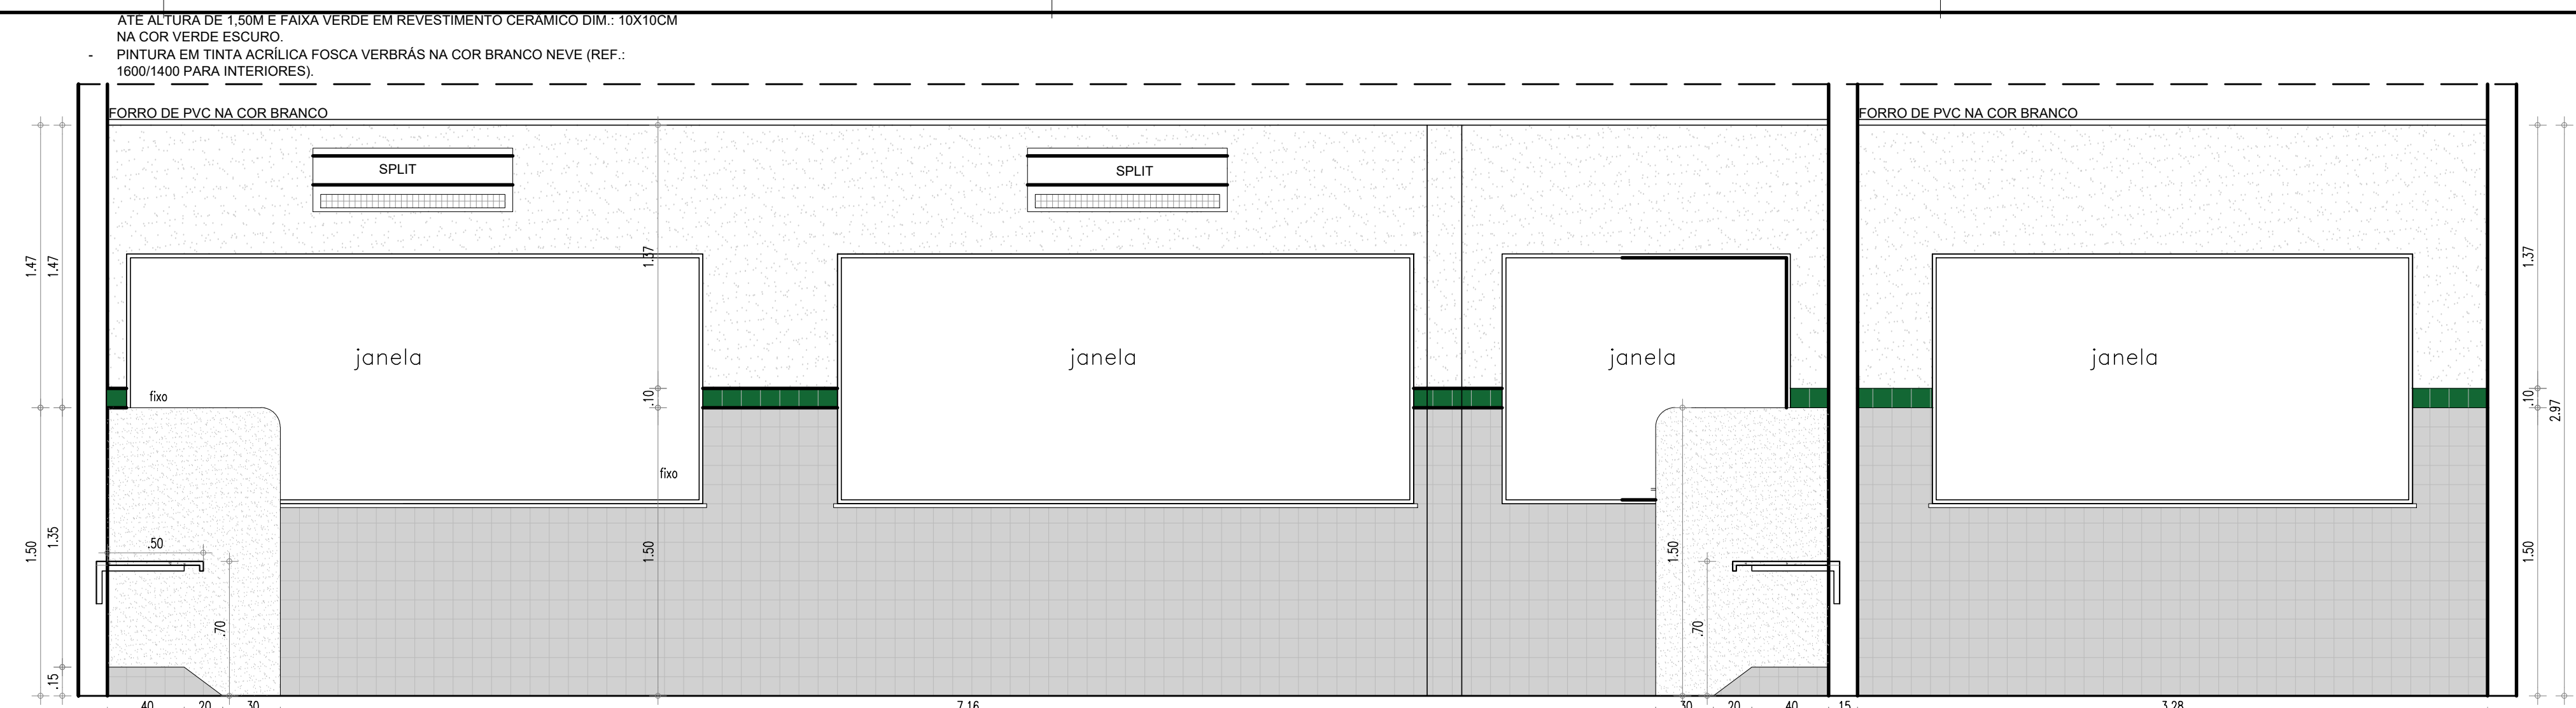 ATÉ ALTURA DE 1,50M E FAIXA VERDE EM REVESTIMENTO CERÂMICO DIM.: 10X10CM
NA COR VERDE ESCURO.
- PINTURA EM TINTA ACRÍLICA FOSCA VERBRÁS NA COR BRANCO NEVE (REF.:
1600/1400 PARA INTERIORES).
FORRO DE PVC NA COR BRANCO
FORRO DE PVC NA COR BRANCO
SPLIT
SPLIT
1.47
1.47
1.37
1.37
janela
janela
janela
janela
fixo
.10
.10
2.97
fixo
1.50
1.35
.50
1.50
1.50
1.50
.70
.70
.15
40
20
30
7.16
30
20
40
15
3.28